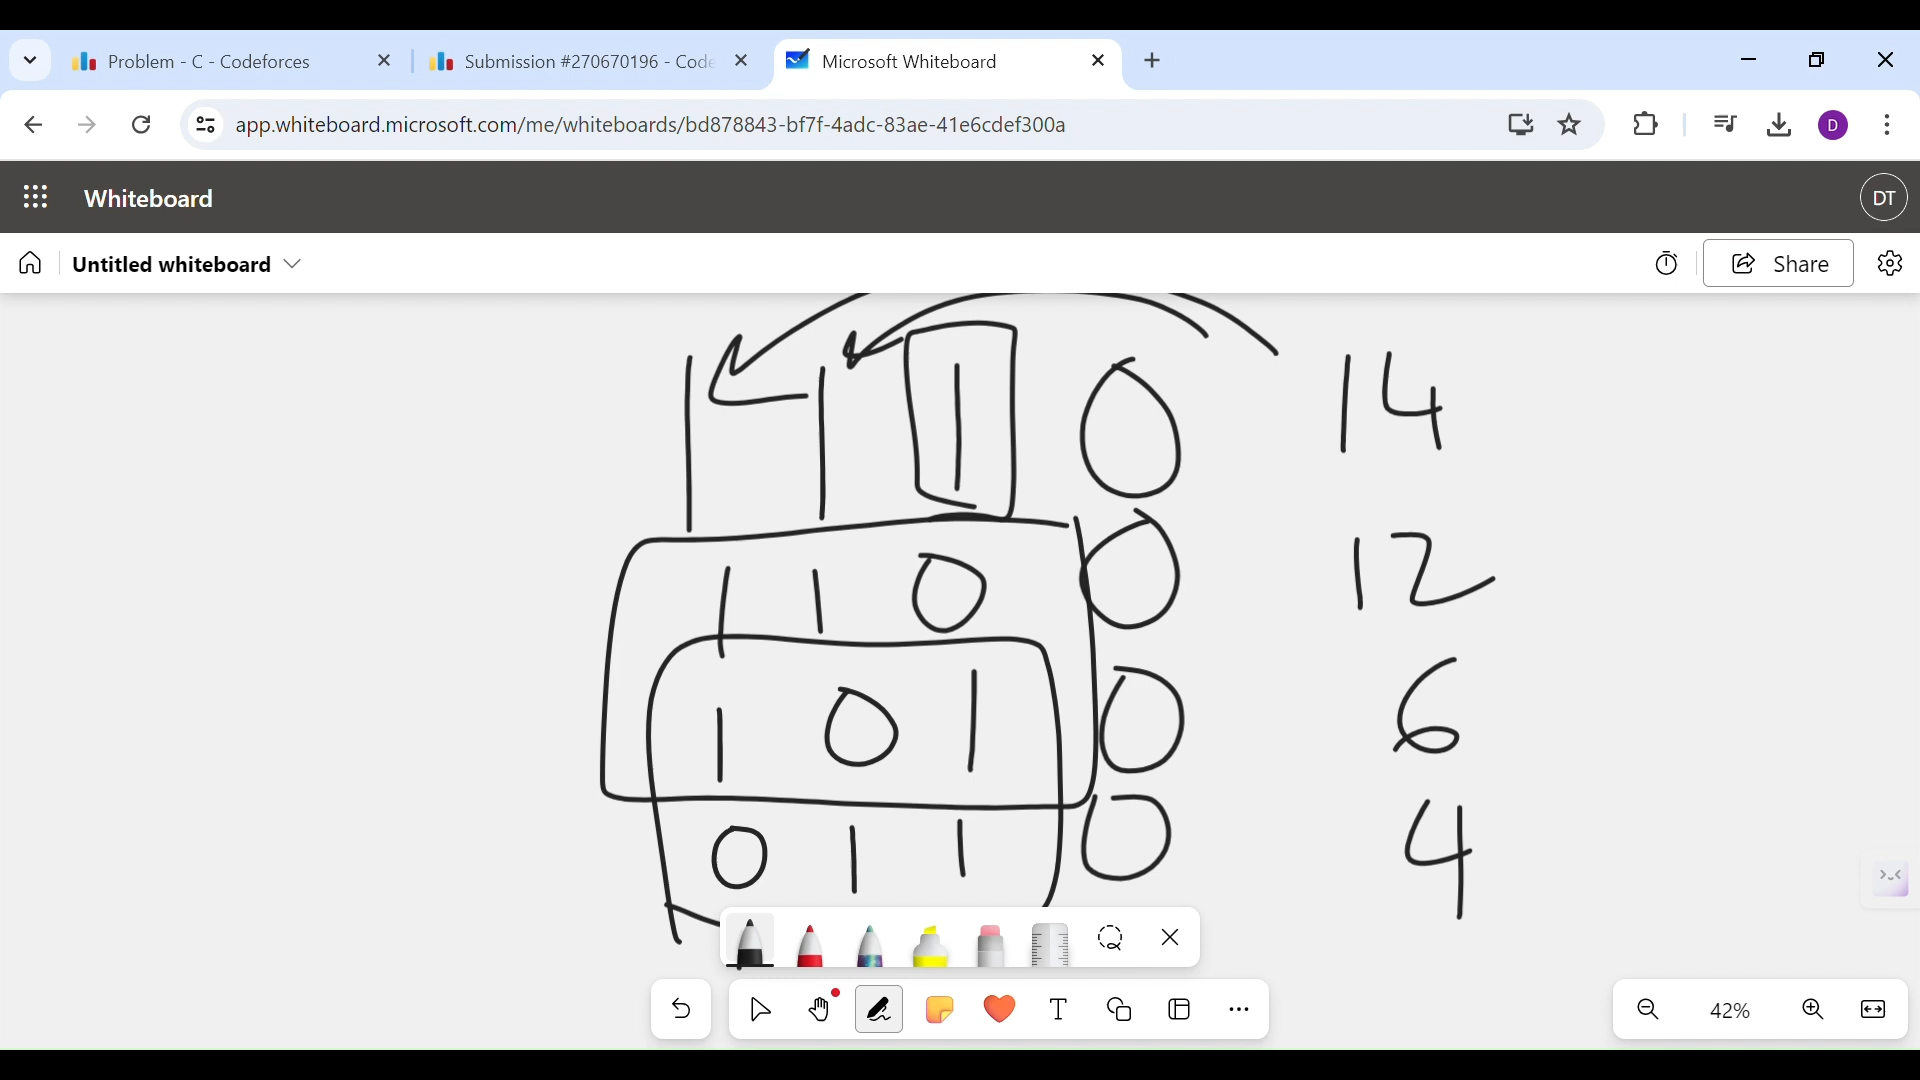 Problem - C - Codeforces
Submission #270670196 - Code
Microsoft Whiteboard
app.whiteboard.microsoft.com/me/whiteboards/bd878843-bf7f-4adc-83ae-41e6cdef300a
D
Whiteboard
DT
Untitled whiteboard
Share
1 1 1 0 14
1 1 0 0 12
1 0 1 0 6
0 1 1 0 4
T
42%